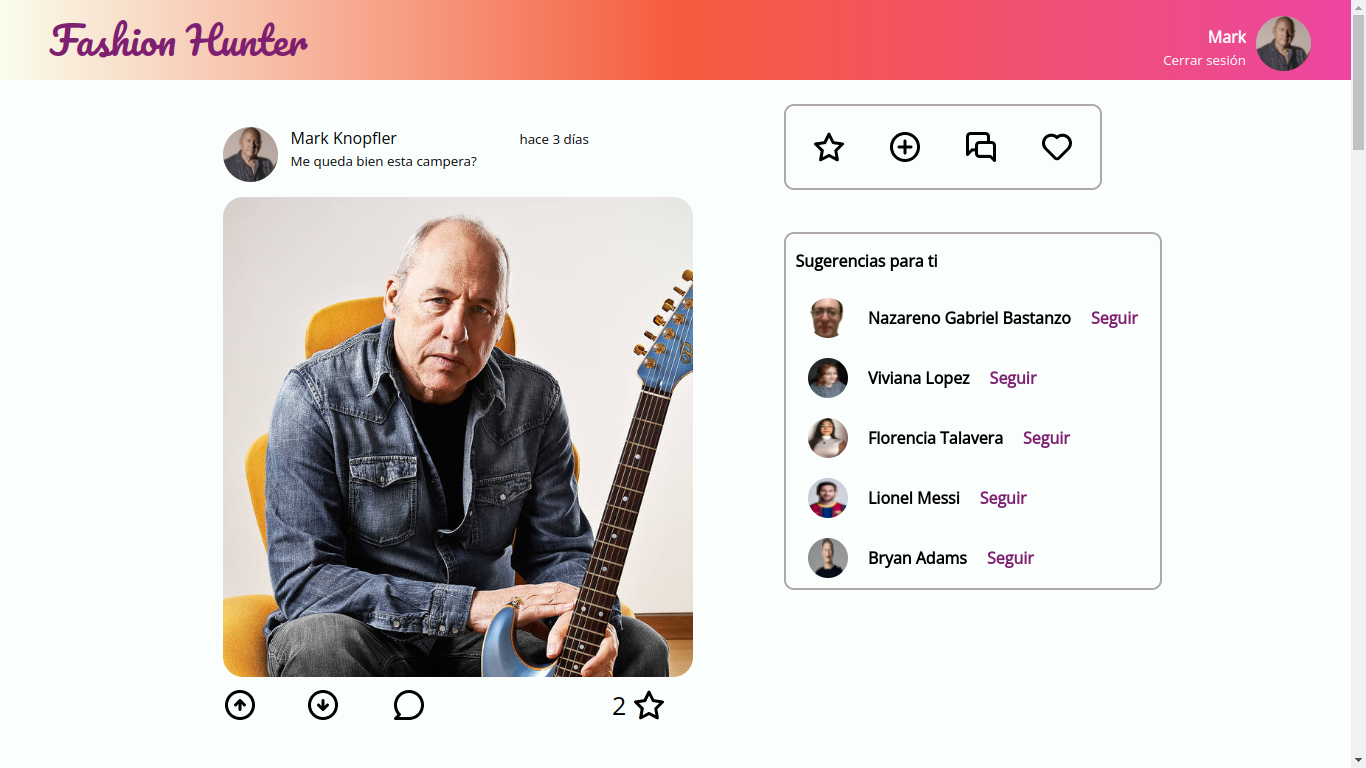 Fashion Hunter
Mark
Cerrar sesión
Mark Knopfler
hace 3 días
Me queda bien esta campera?
Sugerencias para ti
Nazareno Gabriel Bastanzo Seguir
Viviana Lopez Seguir
Florencia Talavera Seguir
Lionel Messi Seguir
Bryan Adams Seguir
2